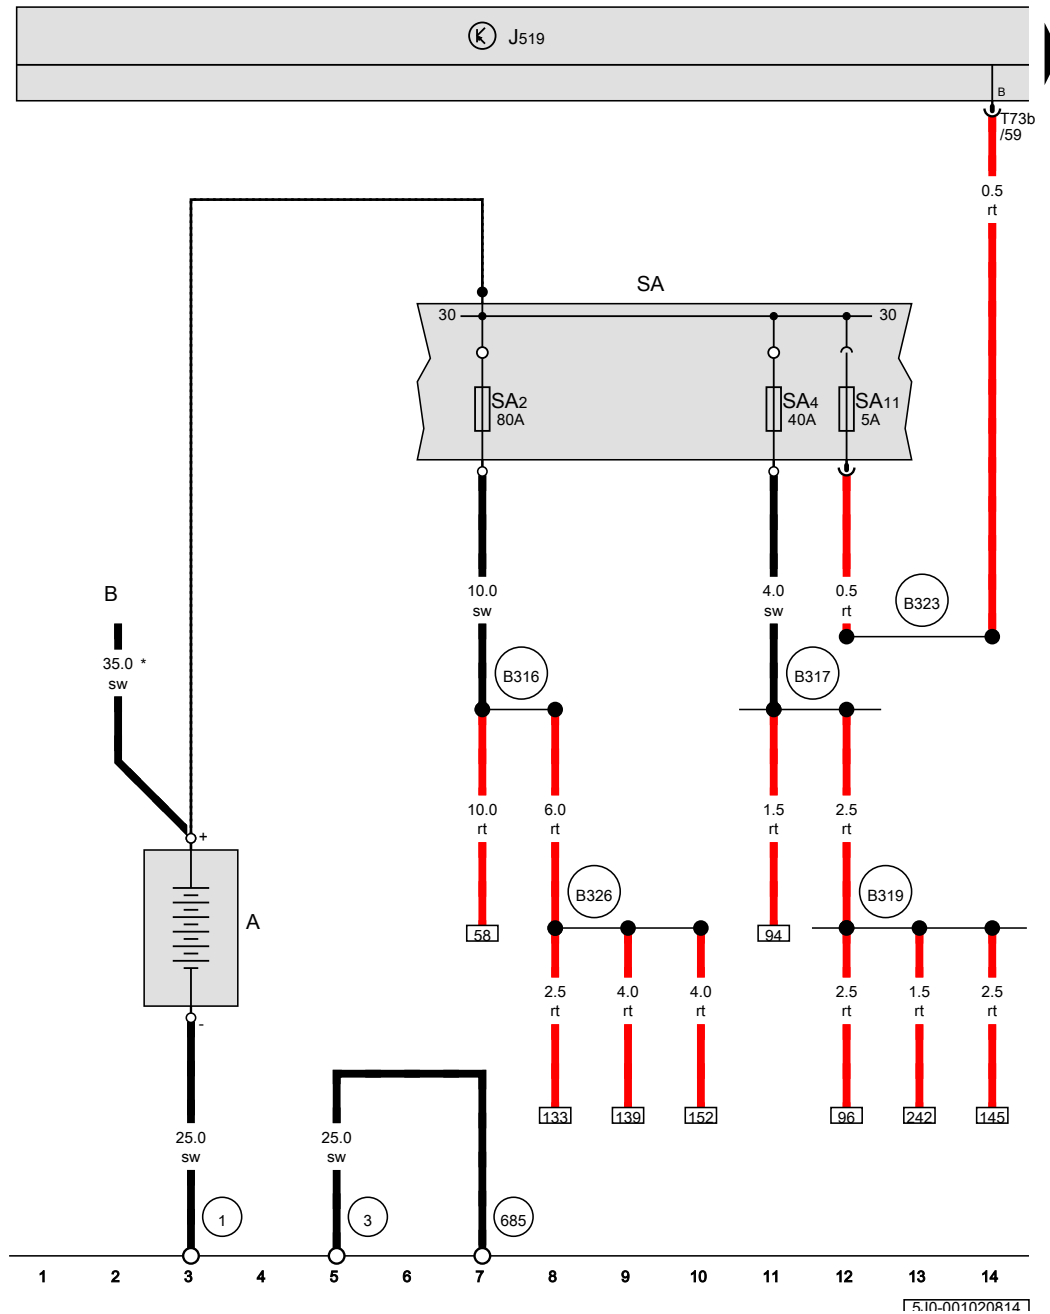 J519
B
T73b
/59
0.5
rt
SA
30
30
SA2
80A
SA4
40A
SA11
5A
B
35.0 *
sw
10.0
sw
4.0
sw
0.5
rt
B323
B316
B317
10.0
rt
6.0
rt
1.5
rt
2.5
rt
+
A
-
B326
B319
58
94
2.5
rt
4.0
rt
4.0
rt
2.5
rt
1.5
rt
2.5
rt
133
139
152
96
242
145
25.0
sw
25.0
sw
1
3
685
1 2 3 4 5 6 7 8 9 10 11 12 13 14
5J0-001020814